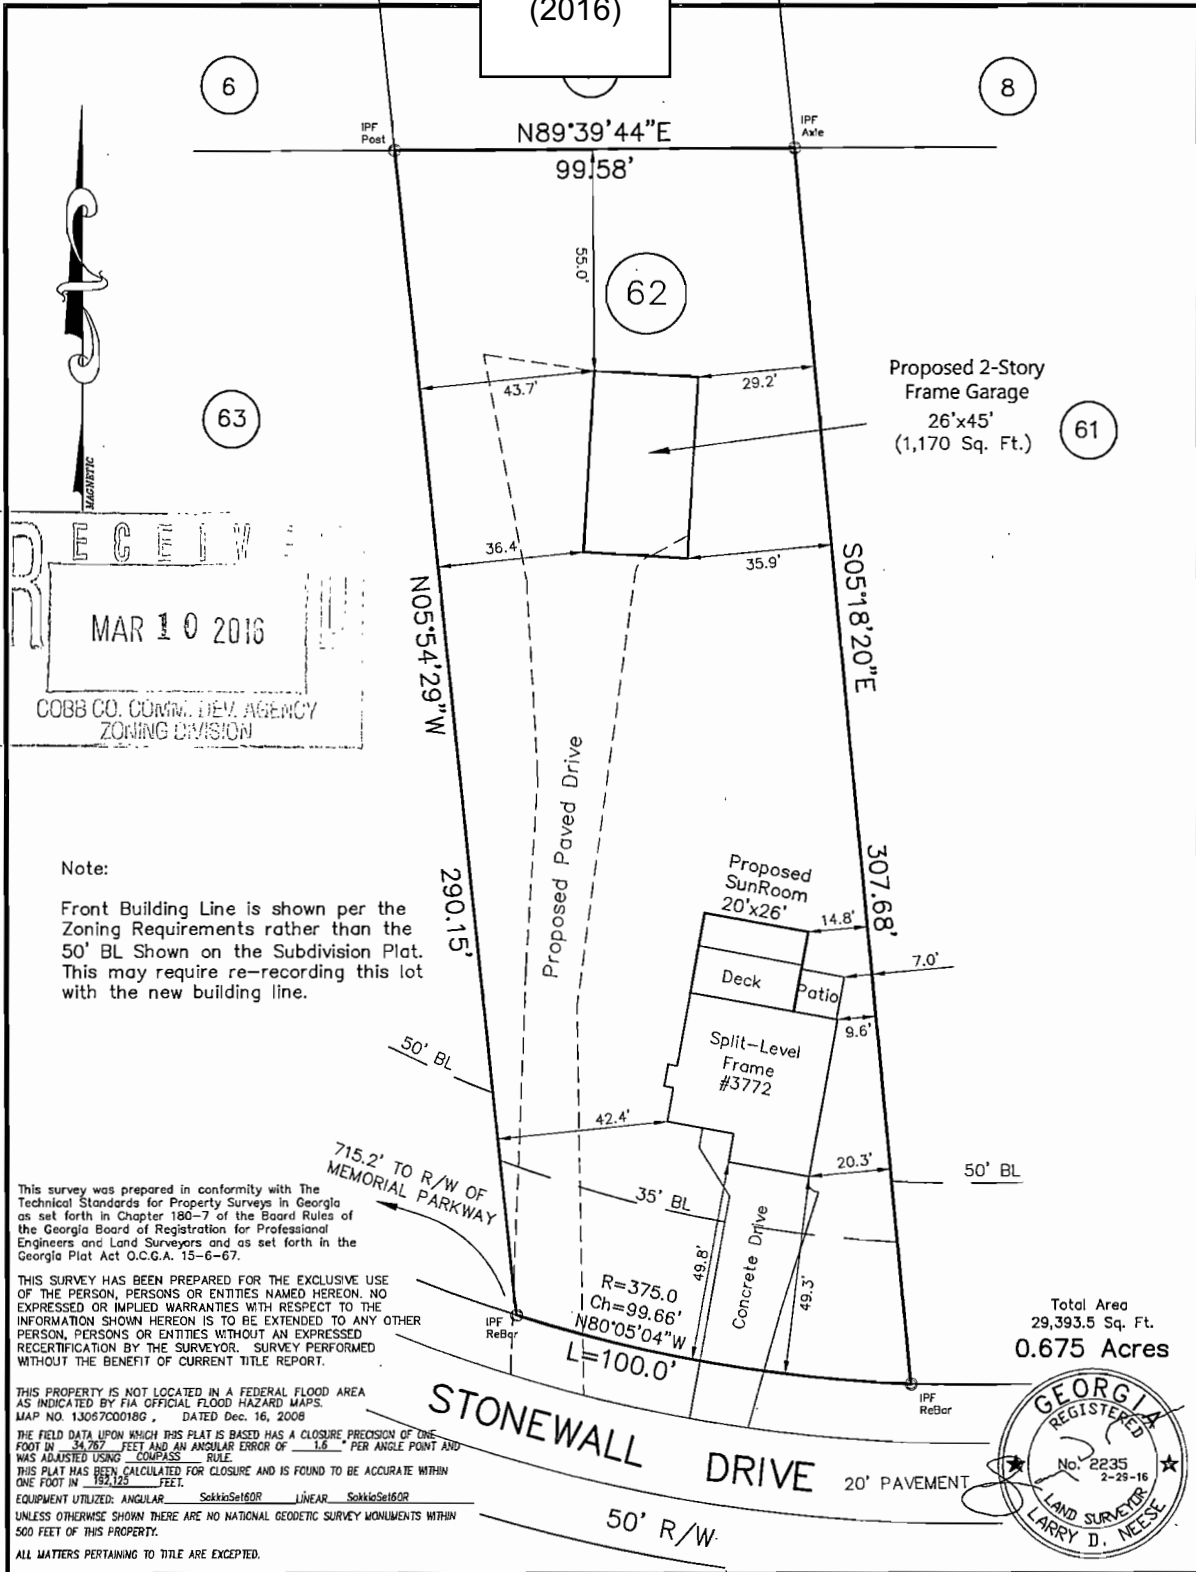 (2016)
6
8
IPF
Post
N89°39'44"E
IPF
Axle
99.58'
55.0'
62
43.7'
29.2'
Proposed 2-Story
Frame Garage
26'x45'
(1,170 Sq. Ft.)
63
61
MAGNETIC
RECEIV
MAR 10 2016
COBB CO. COMM. DEV. AGENCY
ZONING DIVISION
36.4'
35.9'
N05°54'29"W
290.15'
S05°18'20"E
307.68'
Proposed Paved Drive
Note:
Front Building Line is shown per the
Zoning Requirements rather than the
50' BL Shown on the Subdivision Plat.
This may require re-recording this lot
with the new building line.
Proposed
SunRoom
20'x26'
14.8'
7.0'
Deck
Patio
9.6'
Split-Level
Frame
#3772
50' BL
42.4'
20.3'
50' BL
35' BL
715.2' TO R/W OF
MEMORIAL PARKWAY
49.8'
Concrete Drive
49.3'
R=375.0
Ch=99.66'
N80°05'04"W
L=100.0'
IPF
ReBar
IPF
ReBar
This survey was prepared in conformity with The
Technical Standards for Property Surveys in Georgia
as set forth in Chapter 180-7 of the Board Rules of
the Georgia Board of Registration for Professional
Engineers and Land Surveyors and as set forth in the
Georgia Plat Act O.C.G.A. 15-6-67.
THIS SURVEY HAS BEEN PREPARED FOR THE EXCLUSIVE USE
OF THE PERSON, PERSONS OR ENTITIES NAMED HEREON. NO
EXPRESSED OR IMPLIED WARRANTIES WITH RESPECT TO THE
INFORMATION SHOWN HEREON IS TO BE EXTENDED TO ANY OTHER
PERSON, PERSONS OR ENTITIES WITHOUT AN EXPRESSED
RECERTIFICATION BY THE SURVEYOR. SURVEY PERFORMED
WITHOUT THE BENEFIT OF CURRENT TITLE REPORT.
THIS PROPERTY IS NOT LOCATED IN A FEDERAL FLOOD AREA
AS INDICATED BY FIA OFFICIAL FLOOD HAZARD MAPS.
MAP NO. 13067C0018G , DATED Dec. 16, 2008
THE FIELD DATA UPON WHICH THIS PLAT IS BASED HAS A CLOSURE PRECISION OF ONE
FOOT IN 34,767 FEET AND AN ANGULAR ERROR OF 1.6 " PER ANGLE POINT AND
WAS ADJUSTED USING COMPASS RULE.
THIS PLAT HAS BEEN CALCULATED FOR CLOSURE AND IS FOUND TO BE ACCURATE WITHIN
ONE FOOT IN 192,125 FEET.
EQUIPMENT UTILIZED: ANGULAR SokkiaSet60R LINEAR SokkiaSet60R
UNLESS OTHERWISE SHOWN THERE ARE NO NATIONAL GEODETIC SURVEY MONUMENTS WITHIN
500 FEET OF THIS PROPERTY.
ALL MATTERS PERTAINING TO TITLE ARE EXCEPTED.
STONEWALL DRIVE
20' PAVEMENT
50' R/W
Total Area
29,393.5 Sq. Ft.
0.675 Acres
GEORGIA
REGISTERED
No. 2235
2-29-16
LAND SURVEYOR
LARRY D. NEESE